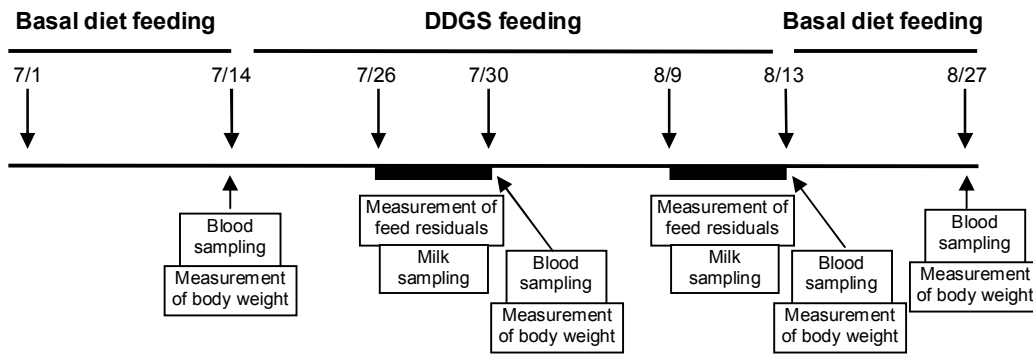 Basal diet feeding
DDGS feeding
Basal diet feeding
7/1
7/14
7/26
7/30
8/9
8/13
8/27
Blood
sampling
Measurement
of body weight
Measurement of
feed residuals
Milk
sampling
Blood
sampling
Measurement
of body weight
Measurement of
feed residuals
Milk
sampling
Blood
sampling
Measurement
of body weight
Blood
sampling
Measurement
of body weight